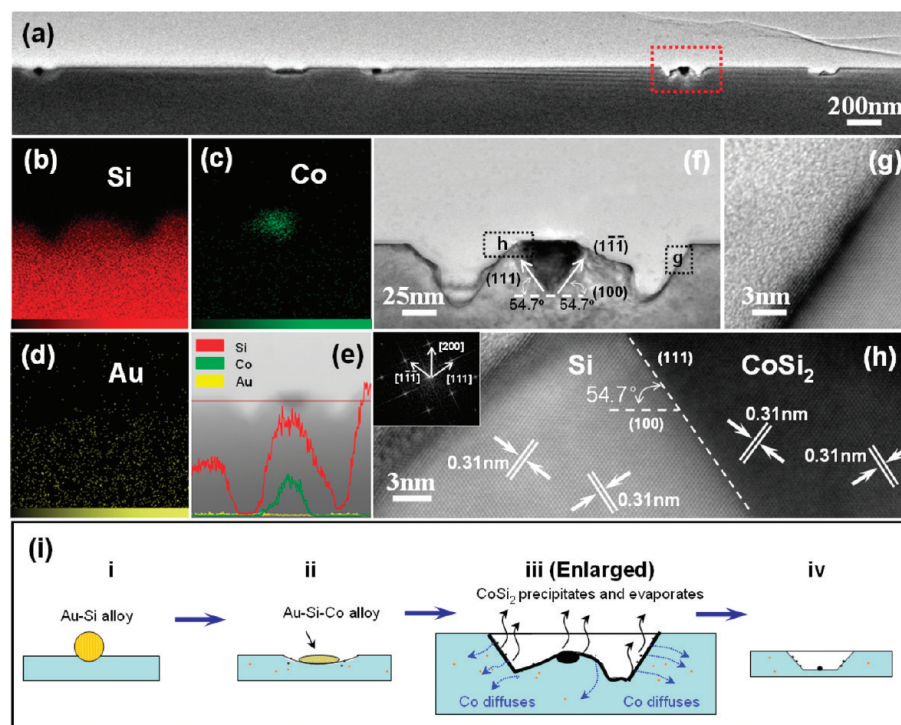 (a)
200nm
(b)
Si
(c)
Co
(d)
Au
(e)
Si
Co
Au
(f)
h
g
(111)
(11̅1̅)
(100)
54.7°
54.7°
25nm
(g)
3nm
(h)
[200]
[11̅1̅]
[111]
Si
(111)
CoSi2
54.7°
(100)
0.31nm
0.31nm
0.31nm
0.31nm
3nm
(i)
i
Au-Si alloy
ii
Au-Si-Co alloy
iii (Enlarged)
CoSi2 precipitates and evaporates
Co diffuses
Co diffuses
iv